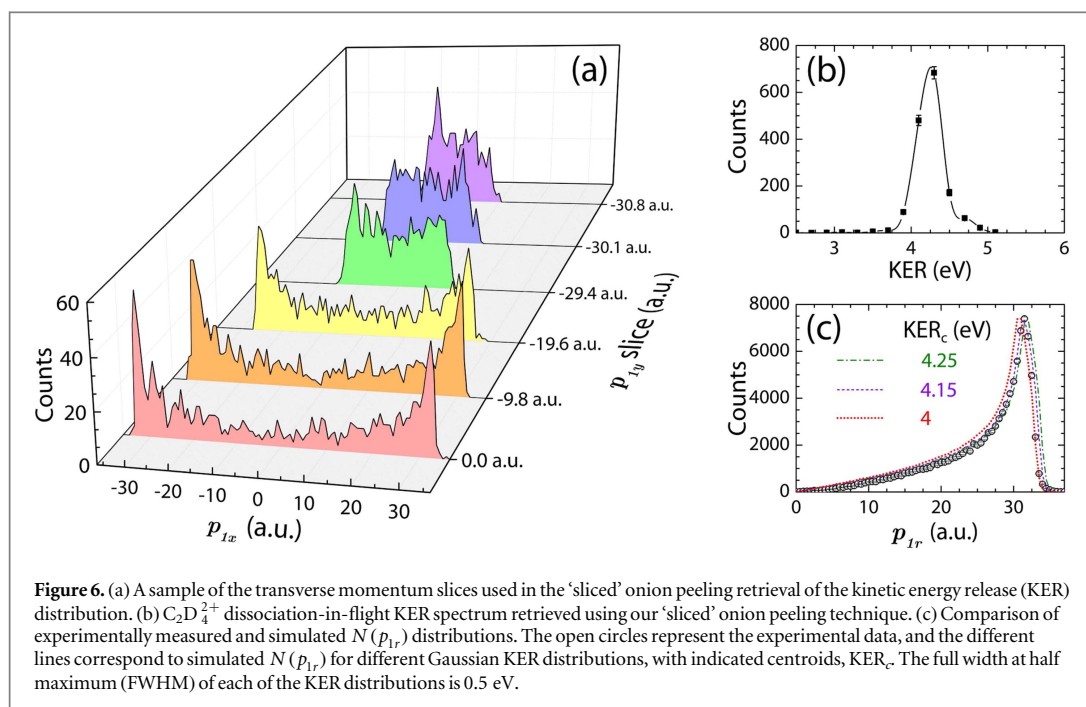 (a)
Counts
60
40
20
0
-30 -20 -10 0 10 20 30
p1x (a.u.)
0.0 a.u.
-9.8 a.u.
-19.6 a.u.
-29.4 a.u.
-30.1 a.u.
-30.8 a.u.
p1y slice (a.u.)
(b)
Counts
800
600
400
200
0
3 4 5 6
KER (eV)
(c)
Counts
8000
6000
4000
2000
0
KERc (eV)
4.25
4.15
4
0 10 20 30
p1r (a.u.)
Figure 6. (a) A sample of the transverse momentum slices used in the ‘sliced’ onion peeling retrieval of the kinetic energy release (KER)
distribution. (b) C2D4 2+ dissociation-in-flight KER spectrum retrieved using our ‘sliced’ onion peeling technique. (c) Comparison of
experimentally measured and simulated N(p1r) distributions. The open circles represent the experimental data, and the different
lines correspond to simulated N(p1r) for different Gaussian KER distributions, with indicated centroids, KERc. The full width at half
maximum (FWHM) of each of the KER distributions is 0.5 eV.